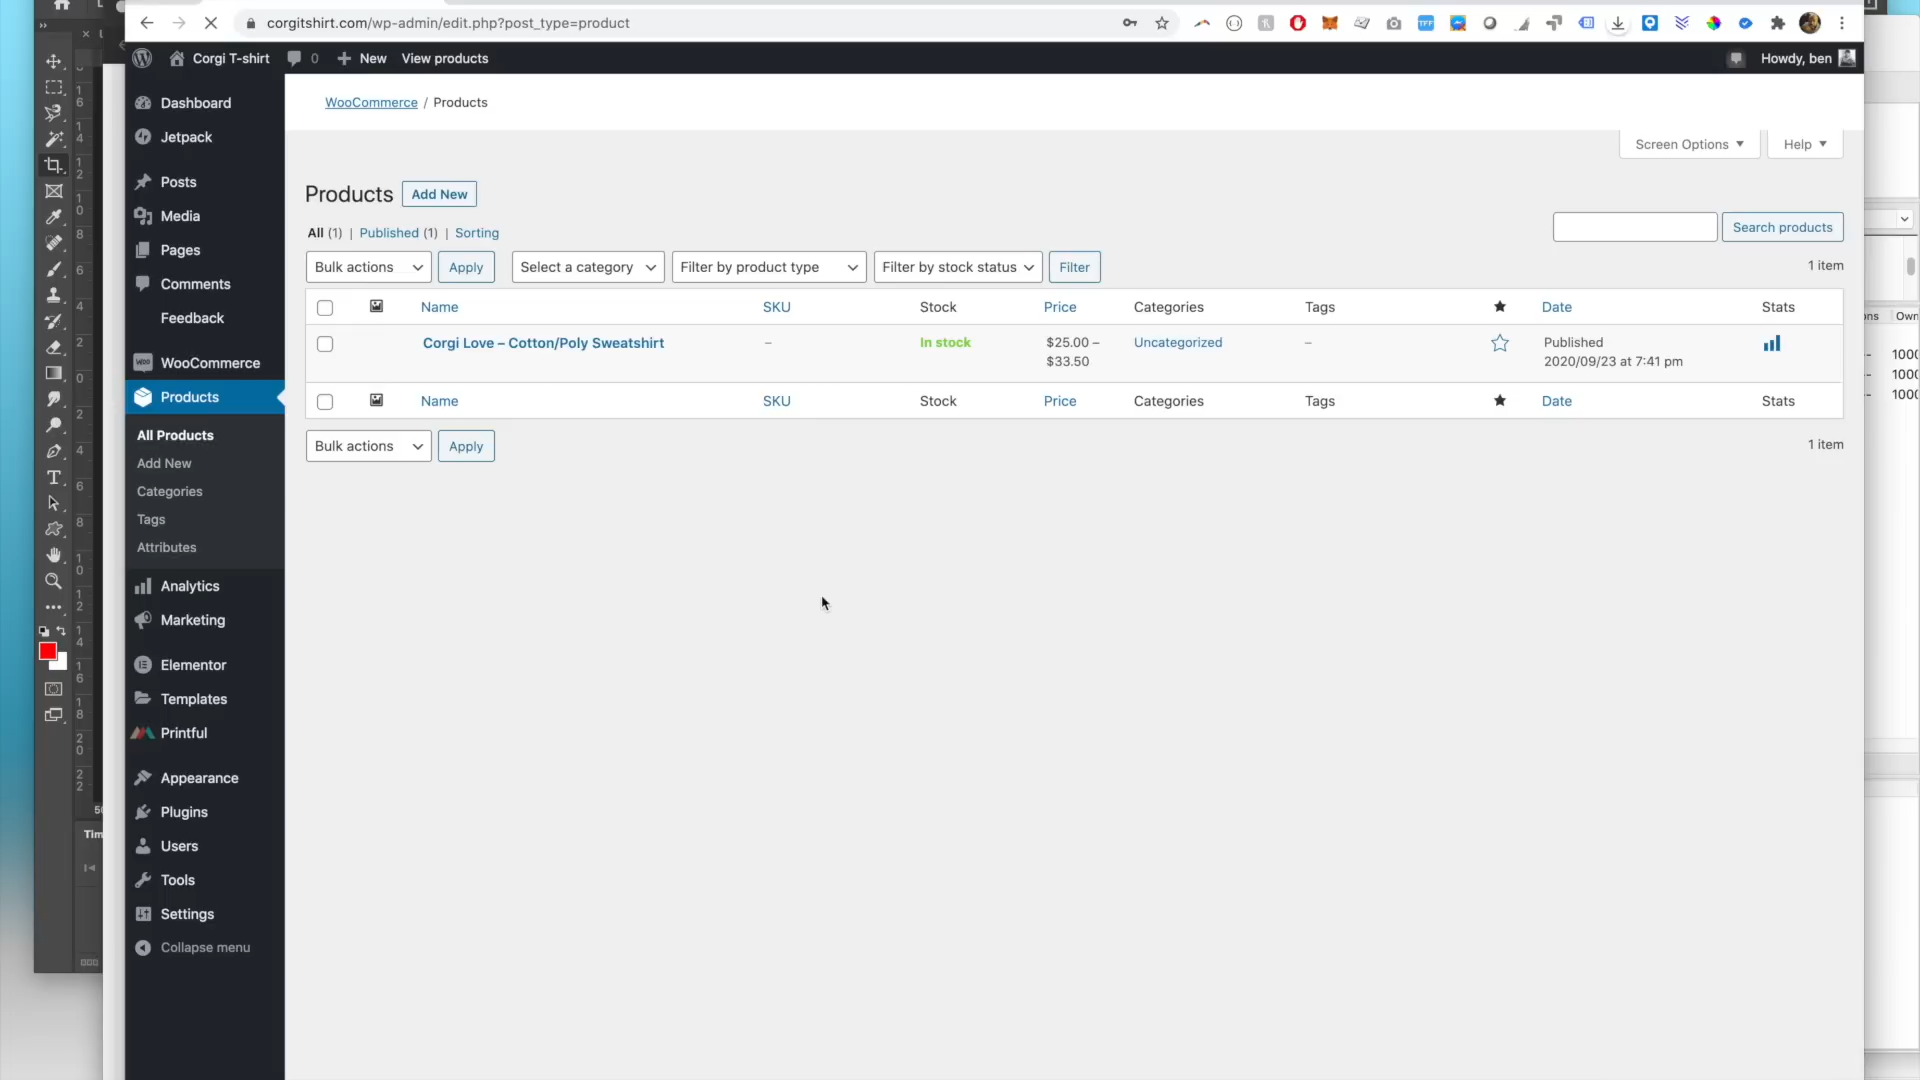 corgitshirt.com/wp-admin/edit.php?post_type=product
Corgi T-shirt 0 New View products Howdy, ben
Dashboard
Jetpack
Posts
Media
Pages
Comments
Feedback
WooCommerce
Products
All Products
Add New
Categories
Tags
Attributes
Analytics
Marketing
Elementor
Templates
Printful
Appearance
Plugins
Users
Tools
Settings
Collapse menu
WooCommerce / Products
Screen Options Help
Products Add New
All (1) | Published (1) | Sorting
Search products
Bulk actions Apply Select a category Filter by product type Filter by stock status Filter 1 item
Name SKU Stock Price Categories Tags Date Stats
Corgi Love – Cotton/Poly Sweatshirt – In stock $25.00 – Uncategorized – Published
$33.50 2020/09/23 at 7:41 pm
Name SKU Stock Price Categories Tags Date Stats
Bulk actions Apply 1 item